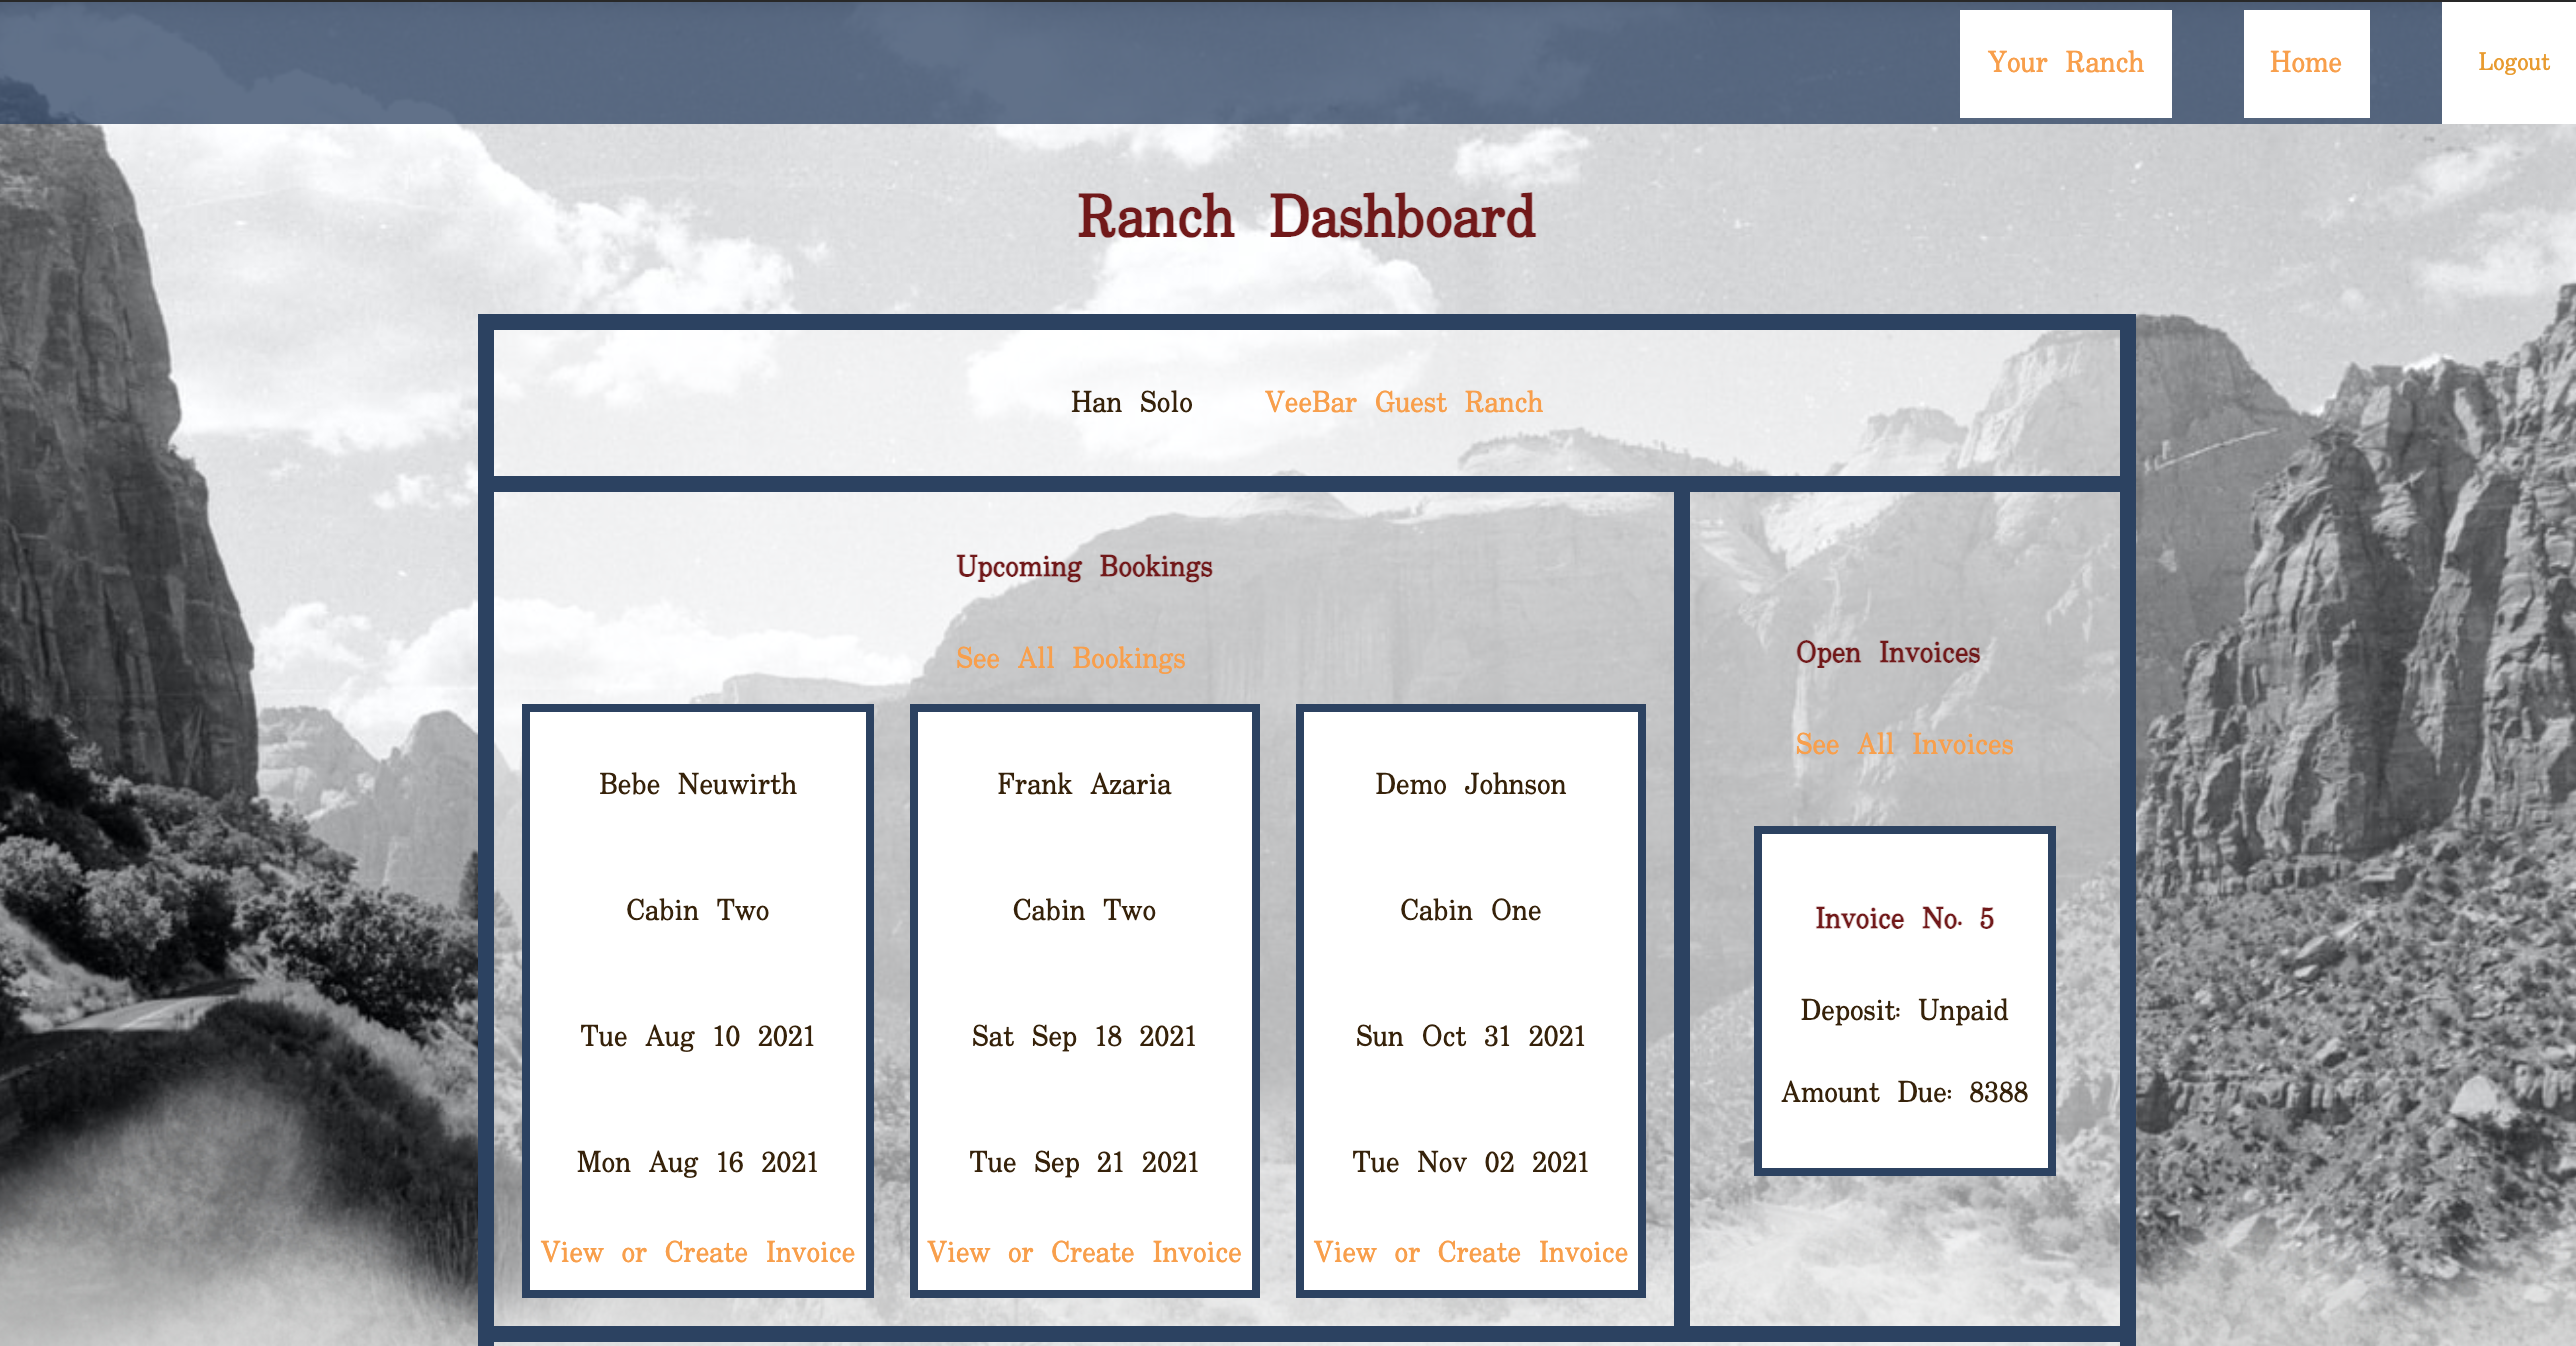 Your Ranch
Home
Logout
Ranch Dashboard
Han Solo
VeeBar Guest Ranch
Upcoming Bookings
See All Bookings
Bebe Neuwirth
Cabin Two
Tue Aug 10 2021
Mon Aug 16 2021
View or Create Invoice
Frank Azaria
Cabin Two
Sat Sep 18 2021
Tue Sep 21 2021
View or Create Invoice
Demo Johnson
Cabin One
Sun Oct 31 2021
Tue Nov 02 2021
View or Create Invoice
Open Invoices
See All Invoices
Invoice No. 5
Deposit: Unpaid
Amount Due: 8388